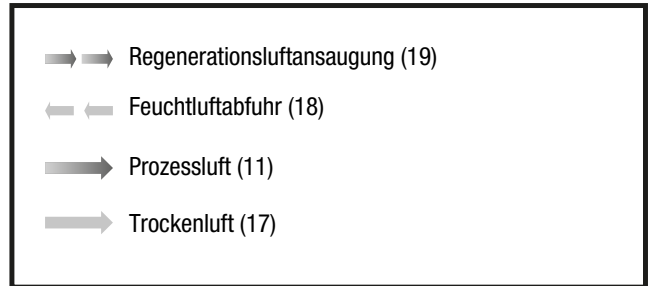 Regenerationsluftansaugung (19)
Feuchtluftabfuhr (18)
Prozessluft (11)
Trockenluft (17)